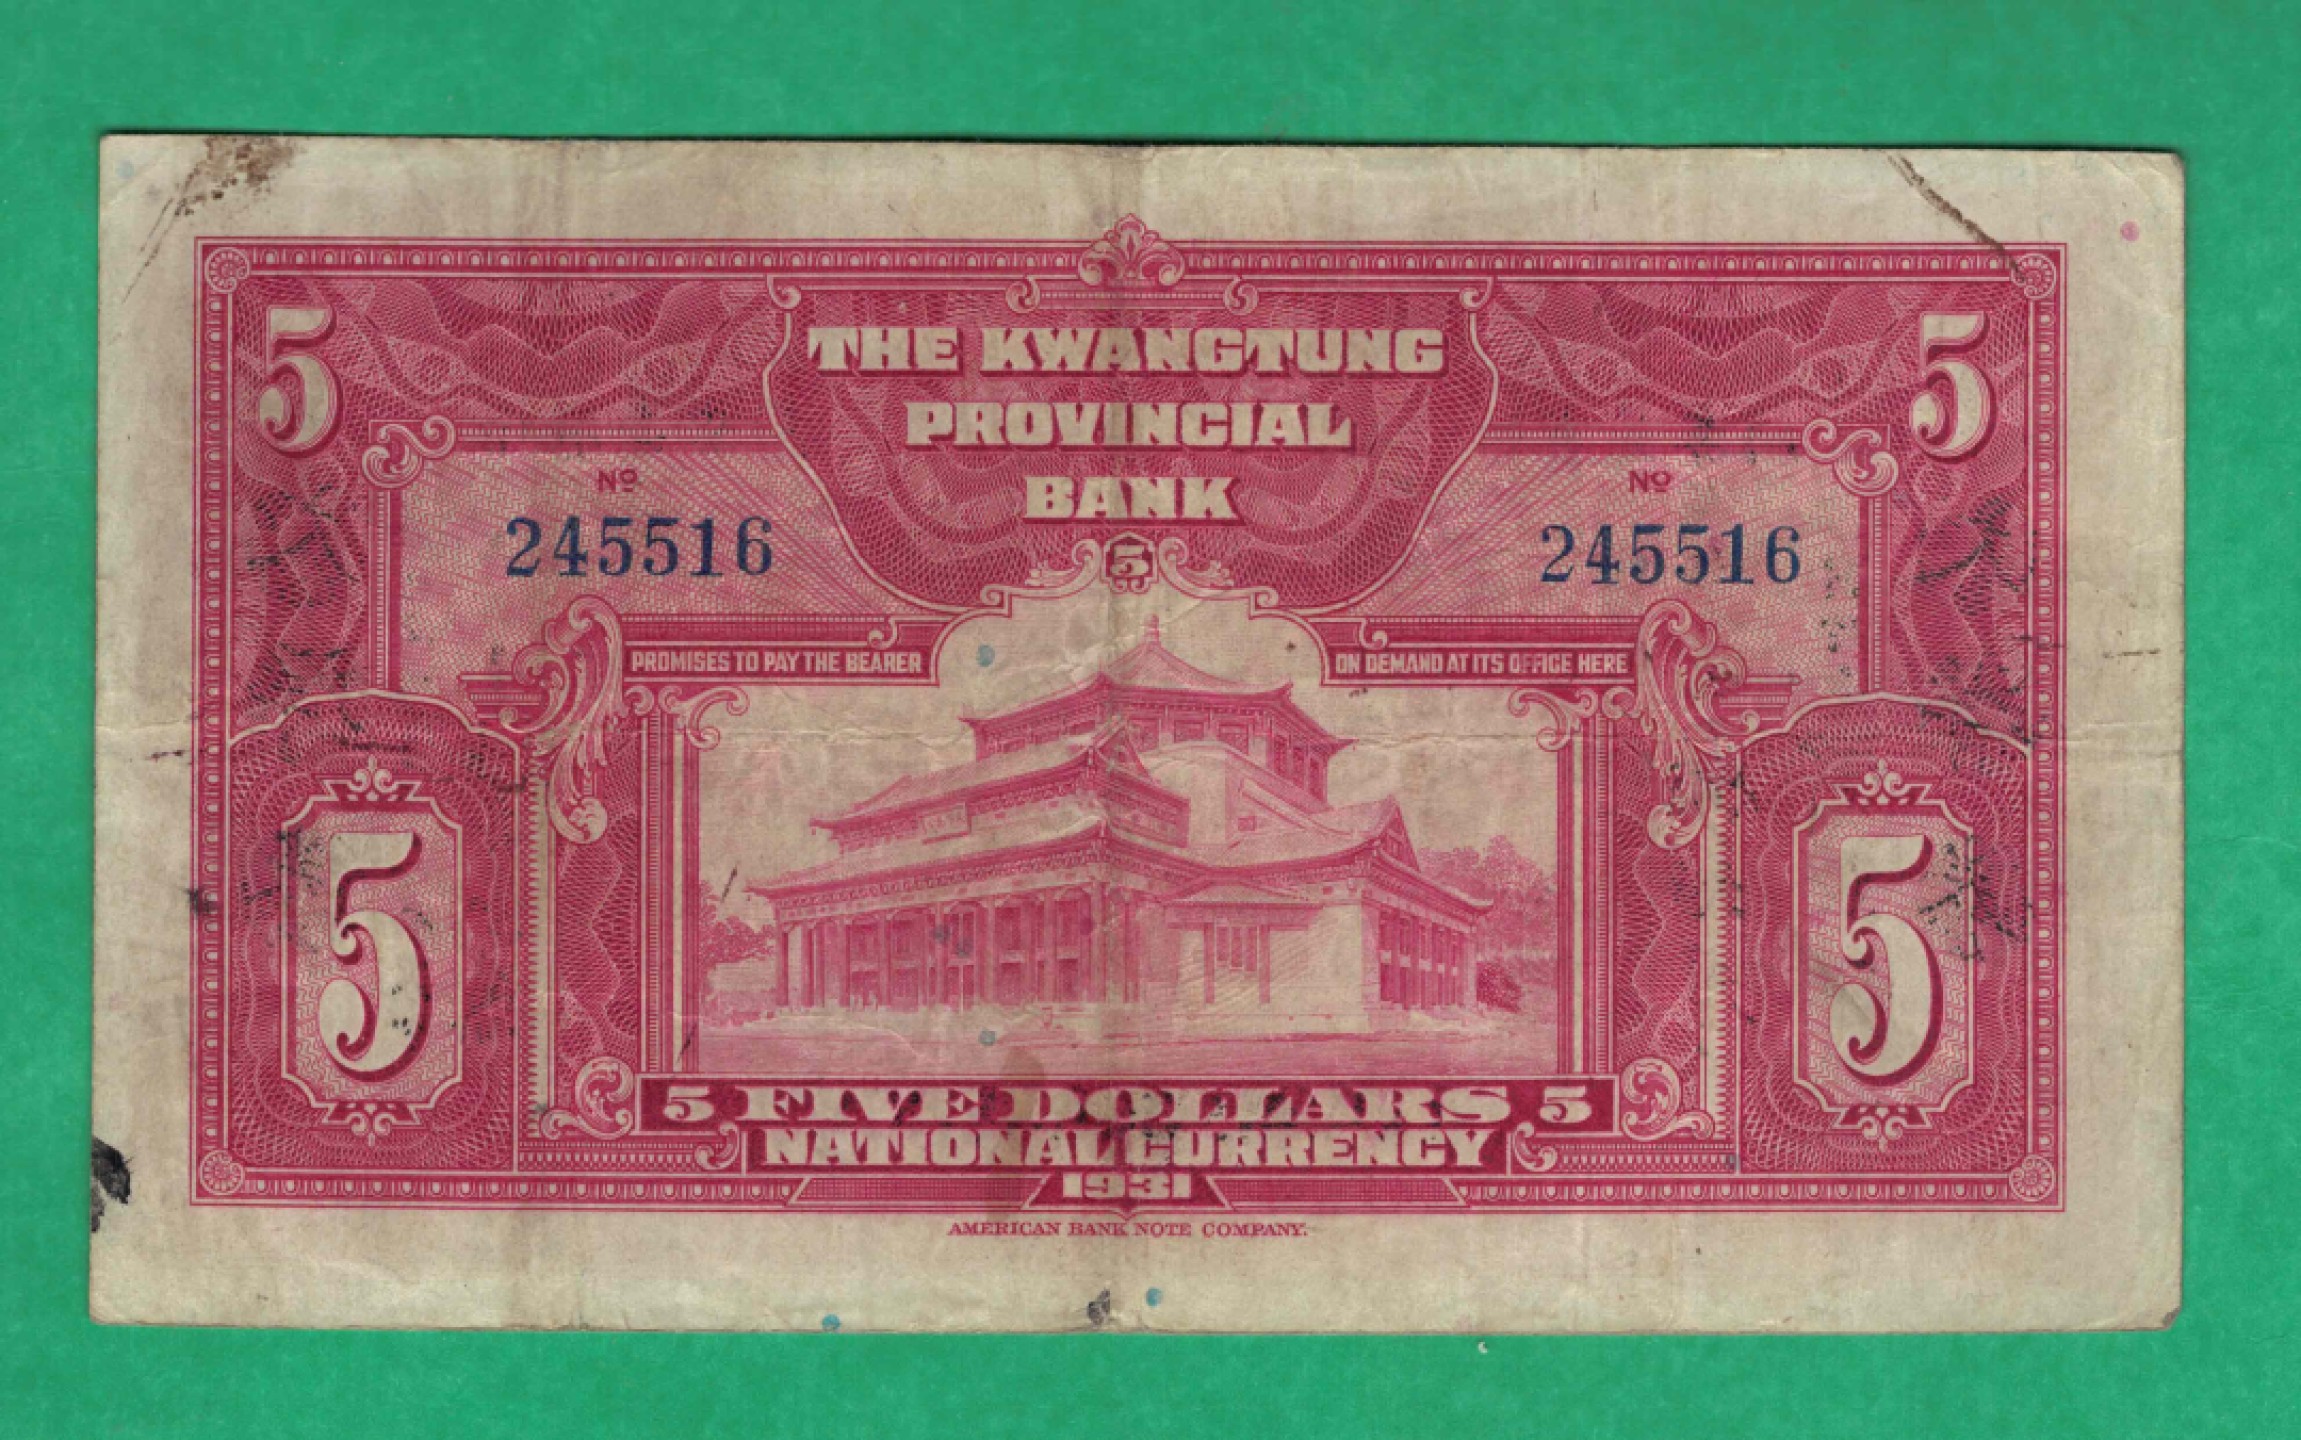 5 5
THE KWANGTUNG
PROVINCIAL
BANK
Nº Nº
245516 245516
5
PROMISES TO PAY THE BEARER ON DEMAND AT ITS OFFICE HERE
5 5
5 FIVE DOLLARS 5
NATIONAL CURRENCY
1931
AMERICAN BANK NOTE COMPANY.